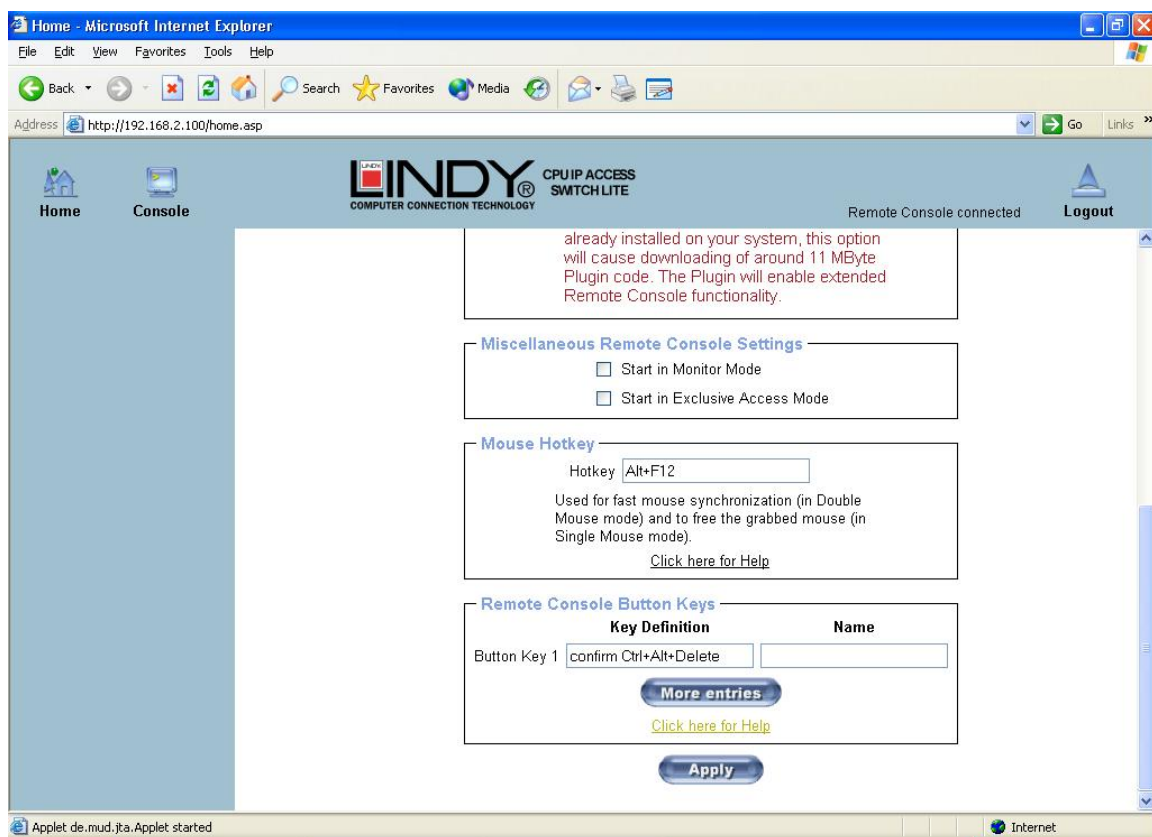 Home - Microsoft Internet Explorer
File Edit View Favorites Tools Help
Back Search Favorites Media
Address http://192.168.2.100/home.asp Go Links »
LINDY® CPU IP ACCESS
SWITCH LITE
COMPUTER CONNECTION TECHNOLOGY
Home Console Remote Console connected Logout
already installed on your system, this option
will cause downloading of around 11 MByte
Plugin code. The Plugin will enable extended
Remote Console functionality.
Miscellaneous Remote Console Settings
Start in Monitor Mode
Start in Exclusive Access Mode
Mouse Hotkey
Hotkey Alt+F12
Used for fast mouse synchronization (in Double
Mouse mode) and to free the grabbed mouse (in
Single Mouse mode).
Click here for Help
Remote Console Button Keys
Key Definition Name
Button Key 1 confirm Ctrl+Alt+Delete
More entries
Click here for Help
Apply
Applet de.mud.jta.Applet started Internet